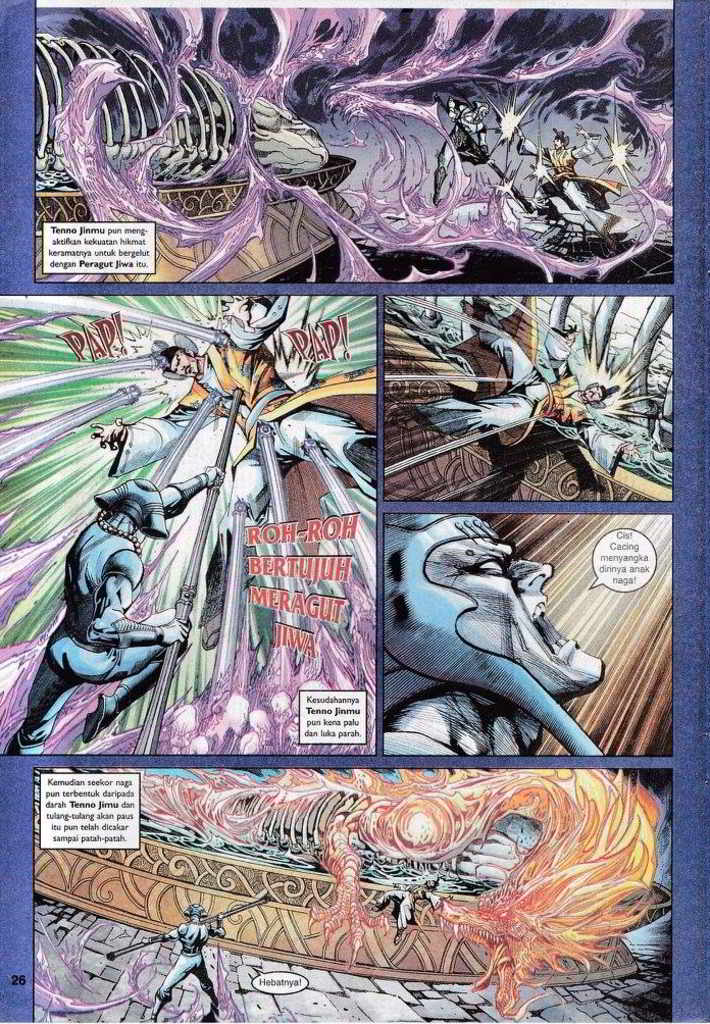 Tenno Jinmu pun meng-
aktifkan kekuatan hikmat
keramatnya untuk bergelut
dengan Peragut Jiwa itu.
PAP!
PAP!
ROH-ROH
BERTUJUH
MERAGUT
JIWA
Kesudahannya
Tenno Jinmu
pun kena palu
dan luka parah.
Cis!
Cacing
menyangka
dirinya anak
naga!
Kemudian seekor naga
pun terbentuk daripada
darah Tenno Jimu dan
tulang-tulang akan paus
itu pun telah dicakar
sampai patah-patah.
Hebatnya!
26